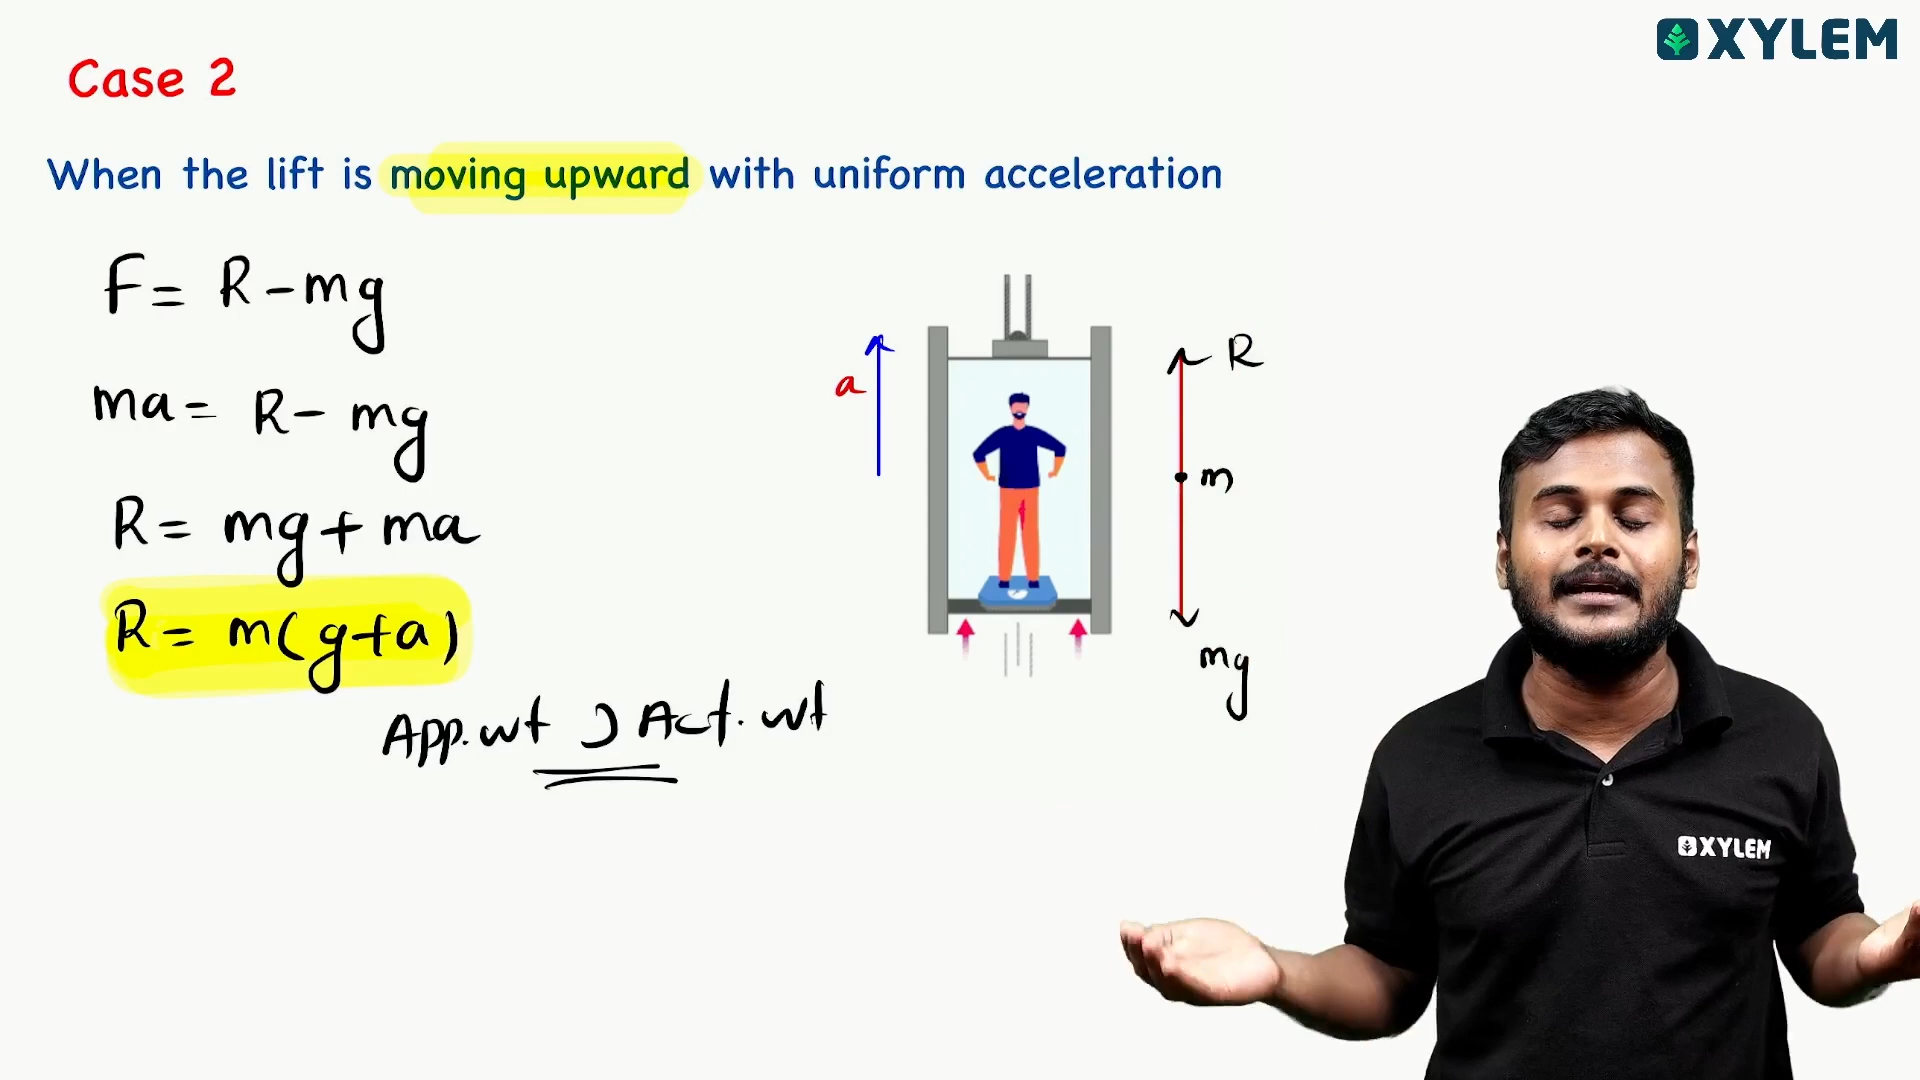 XYLEM
Case 2
When the lift is moving upward with uniform acceleration
F = R - mg
ma = R - mg
R = mg + ma
R = m(g+a)
App. wt > Act. wt
a
R
m
mg
XYLEM